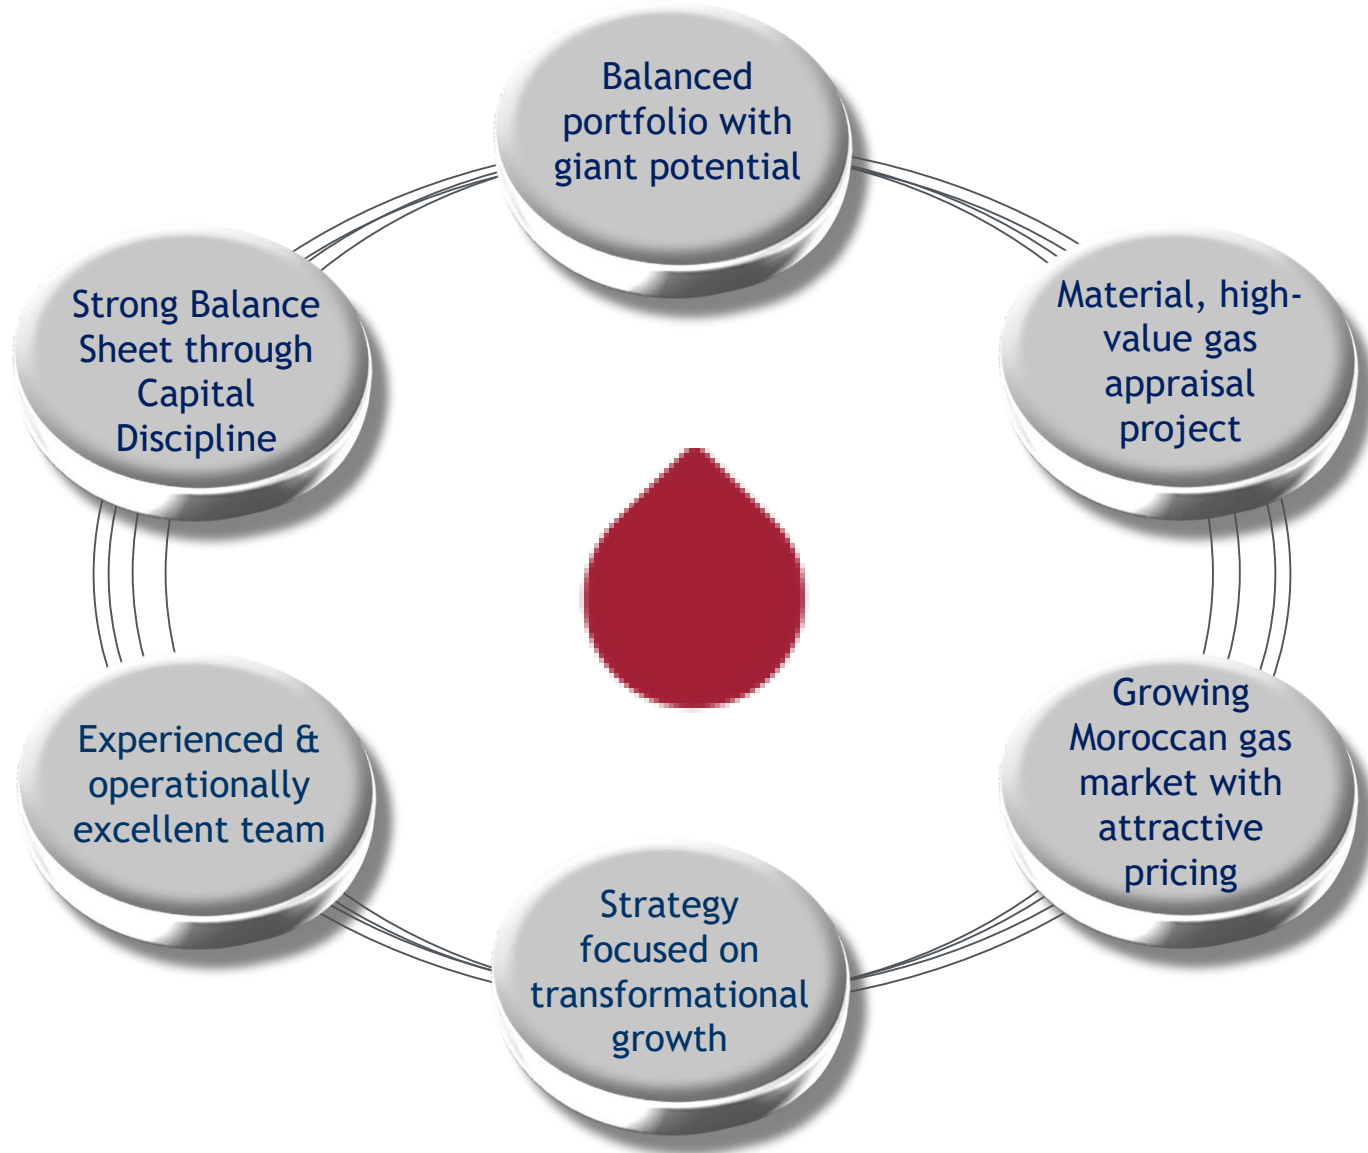 Balanced
portfolio with
giant potential
Strong Balance
Sheet through
Capital
Discipline
Material, high-
value gas
appraisal
project
Experienced &
operationally
excellent team
Growing
Moroccan gas
market with
attractive
pricing
Strategy
focused on
transformational
growth